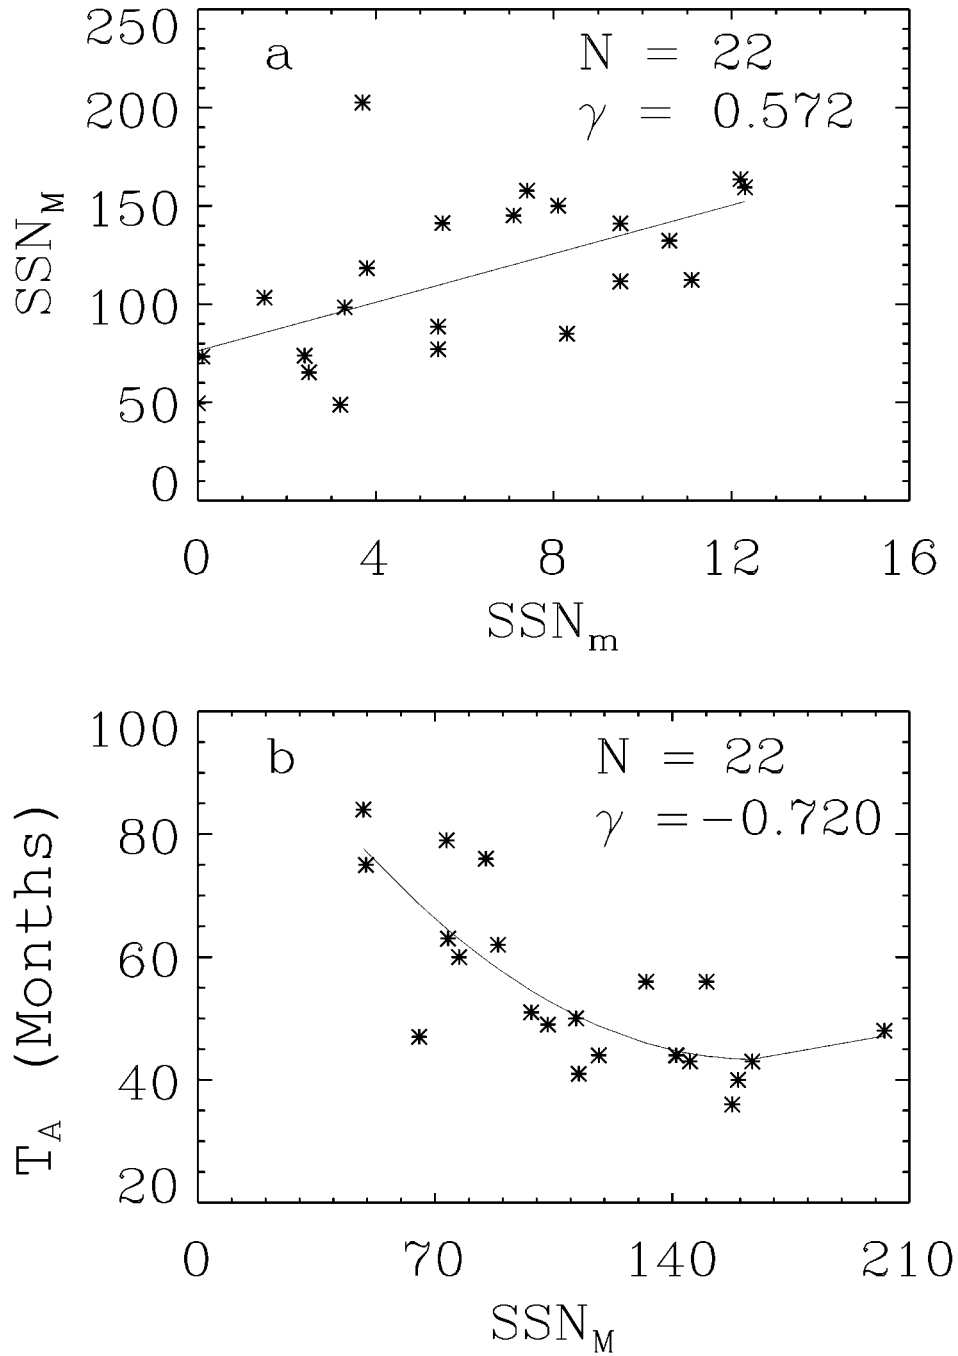 250
200
150
100
50
0
SSN_M
a
N = 22
γ = 0.572
0 4 8 12 16
SSN_m
100
80
60
40
20
T_A (Months)
b
N = 22
γ =−0.720
0 70 140 210
SSN_M